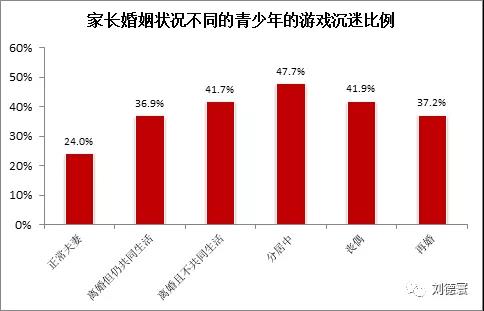 家长婚姻状况不同的青少年的游戏沉迷比例
60%
50%
40%
30%
20%
10%
0%
24.0%
36.9%
41.7%
47.7%
41.9%
37.2%
正常夫妻
离婚但仍共同生活
离婚且不共同生活
分居中
丧偶
再婚
刘德寰